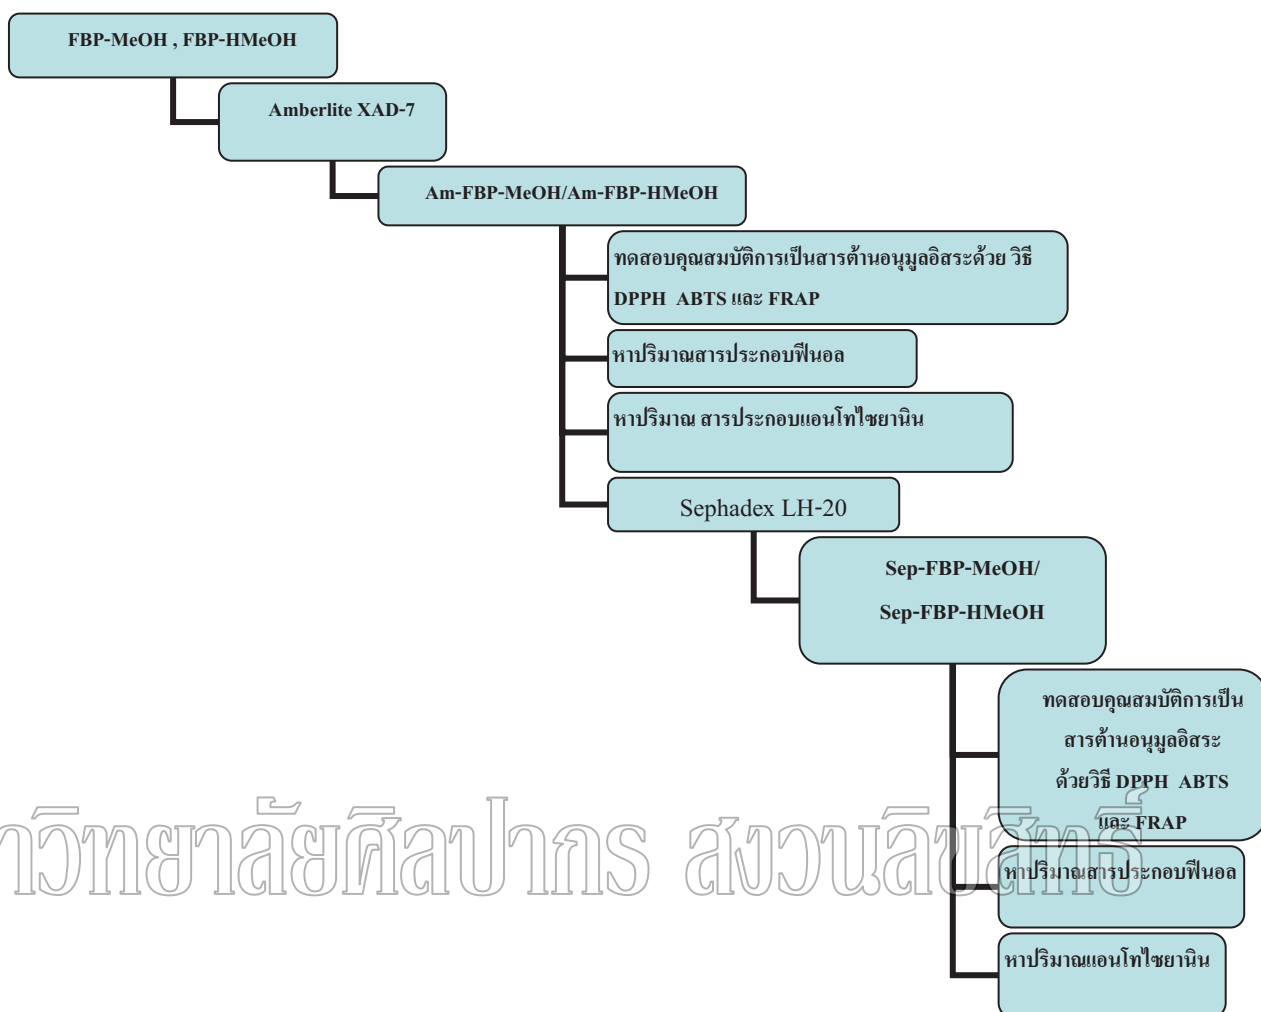 FBP-MeOH , FBP-HMeOH
Amberlite XAD-7
Am-FBP-MeOH/Am-FBP-HMeOH
ทดสอบคุณสมบัติการเป็นสารต้านอนุมูลอิสระด้วย วิธี
DPPH ABTS และ FRAP
หาปริมาณสารประกอบฟีนอล
หาปริมาณ สารประกอบแอนโทไซยานิน
Sephadex LH-20
Sep-FBP-MeOH/
Sep-FBP-HMeOH
ทดสอบคุณสมบัติการเป็น
สารต้านอนุมูลอิสระ
ด้วยวิธี DPPH ABTS
และ FRAP
หาปริมาณสารประกอบฟีนอล
หาปริมาณแอนโทไซยานิน
าวิทยาลัยศิลปากร สงวนลิขสิทธิ์